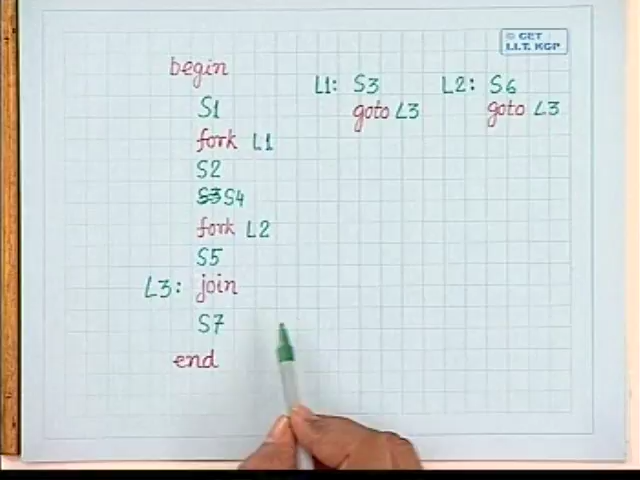 © CET
I.I.T. KGP
begin
S1
fork L1
S2
S3 S4
fork L2
S5
L3: join
S7
end
L1: S3
goto L3
L2: S6
goto L3